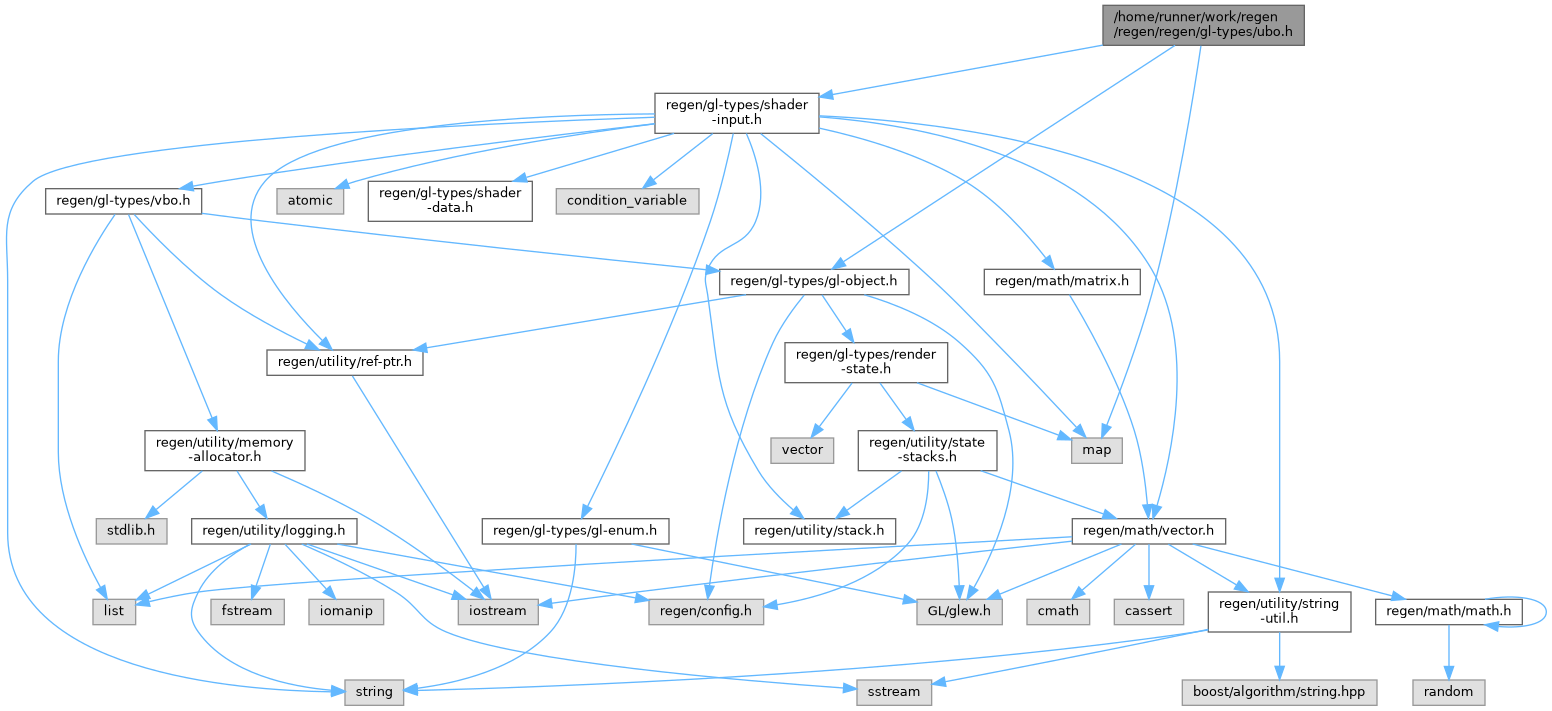 /home/runner/work/regen
/regen/regen/gl-types/ubo.h
regen/gl-types/shader
-input.h
regen/gl-types/vbo.h
atomic
regen/gl-types/shader
-data.h
condition_variable
regen/gl-types/gl-object.h
regen/math/matrix.h
regen/utility/ref-ptr.h
regen/gl-types/render
-state.h
regen/utility/memory
-allocator.h
vector
regen/utility/state
-stacks.h
map
stdlib.h
regen/utility/logging.h
regen/gl-types/gl-enum.h
regen/utility/stack.h
regen/math/vector.h
list
fstream
iomanip
iostream
regen/config.h
GL/glew.h
cmath
cassert
regen/utility/string
-util.h
regen/math/math.h
string
sstream
boost/algorithm/string.hpp
random